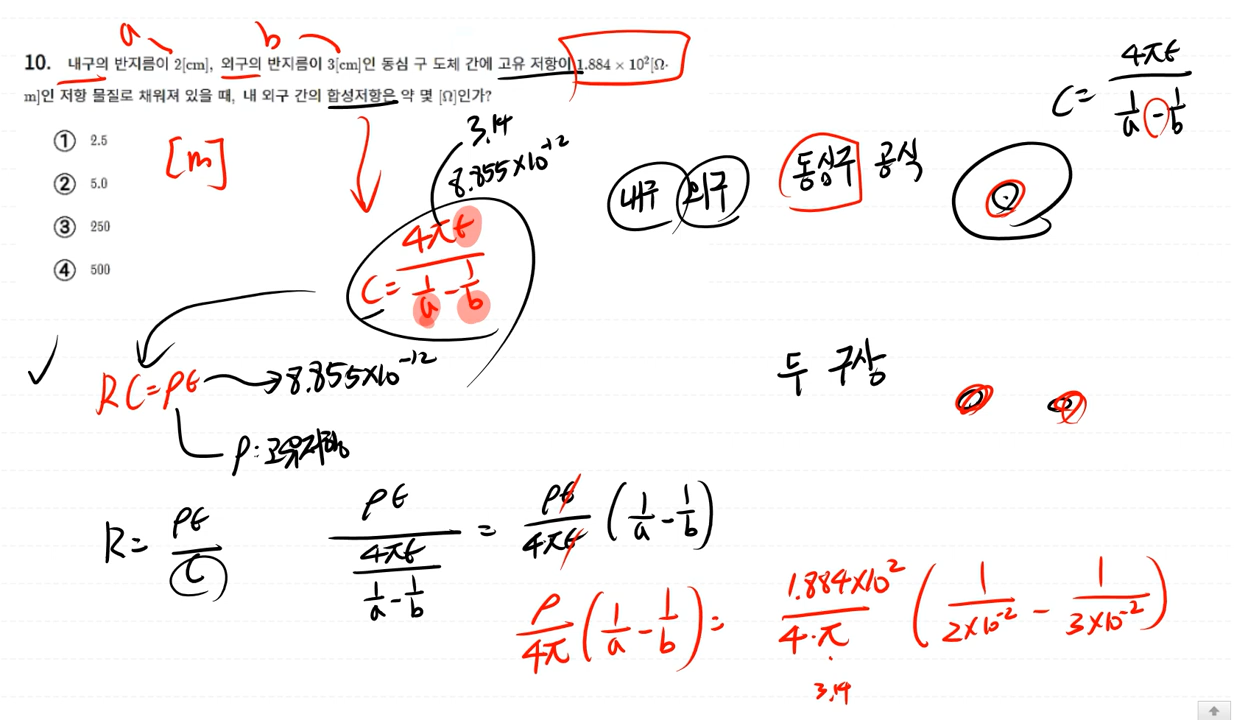 a b
10. 내구의 반지름이 2[cm], 외구의 반지름이 3[cm]인 동심 구 도체 간에 고유 저항이 1.884 × 10²[Ω·
m]인 저항 물질로 채워져 있을 때, 내 외구 간의 합성저항은 약 몇 [Ω]인가?
① 2.5
② 5.0
③ 250
④ 500
[m]
3.14
8.855×10⁻¹²
C = 4πε / (1/a - 1/b)
내구 외구 동심구 공식
C = 4πε / (1/a - 1/b)
RC = ρε → 8.855×10⁻¹²
ρ : 고유저항
두 구상
R = ρε / C
ρε / (4πε / (1/a - 1/b)) = ρε / 4πε (1/a - 1/b)
ρ / 4π (1/a - 1/b) = 1.884×10² / 4·π (1 / 2×10⁻² - 1 / 3×10⁻²)
3.14